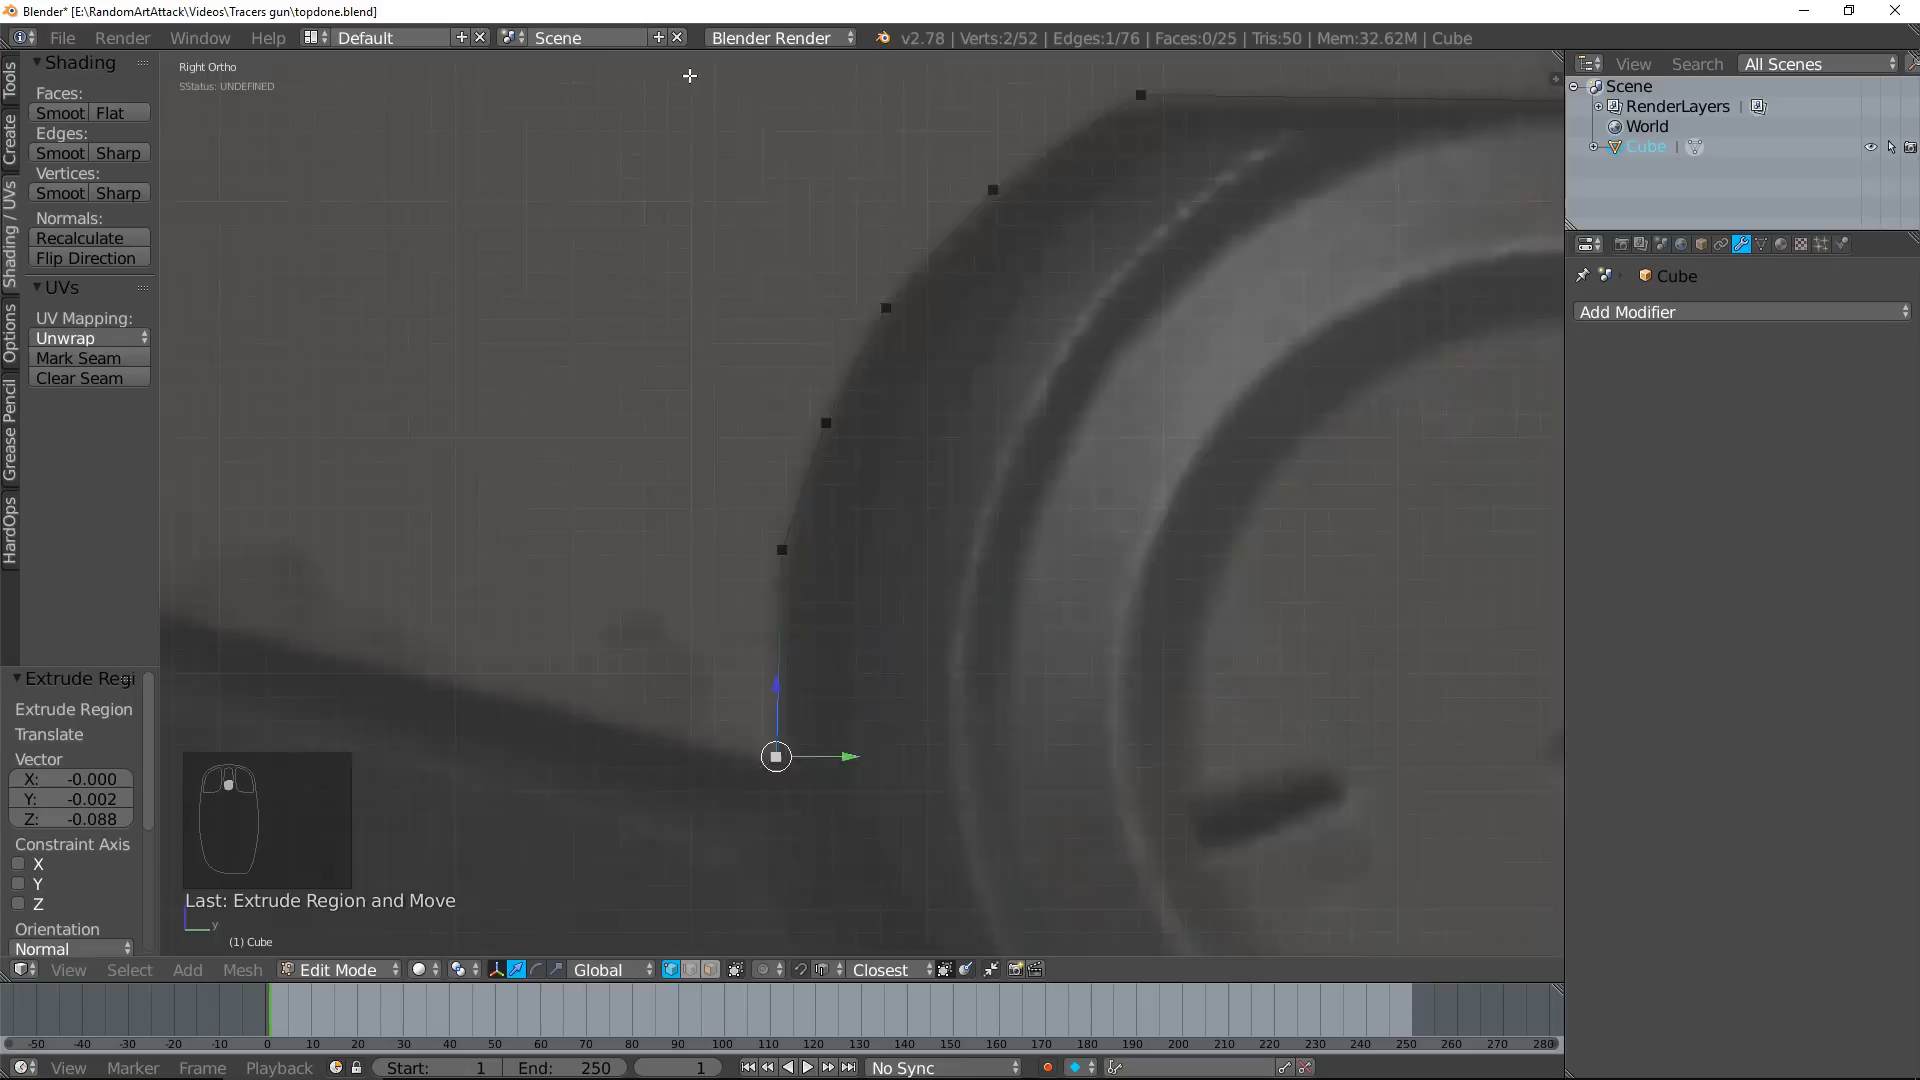 Blender* [E:\RandomArtAttack\Videos\Tracers gun\topdone.blend]
File Render Window Help Default Scene Blender Render v2.78 | Verts:2/52 | Edges:1/76 | Faces:0/25 | Tris:50 | Mem:32.62M | Cube
Tools
Create
Shading / UVs
Options
Grease Pencil
HardOps
Shading
Faces:
Smoot Flat
Edges:
Smoot Sharp
Vertices:
Smoot Sharp
Normals:
Recalculate
Flip Direction
UVs
UV Mapping:
Unwrap
Mark Seam
Clear Seam
Extrude Regi
Extrude Region
Translate
Vector
X: -0.000
Y: -0.002
Z: -0.088
Constraint Axis
X
Y
Z
Orientation
Normal
Right Ortho
SStatus: UNDEFINED
Last: Extrude Region and Move
y
(1) Cube
View Search All Scenes
Scene
RenderLayers |
World
Cube |
Cube
Add Modifier
View Select Add Mesh Edit Mode Global Closest
-50 -40 -30 -20 -10 0 10 20 30 40 50 60 70 80 90 100 110 120 130 140 150 160 170 180 190 200 210 220 230 240 250 260 270 280
View Marker Frame Playback Start: 1 End: 250 1 No Sync